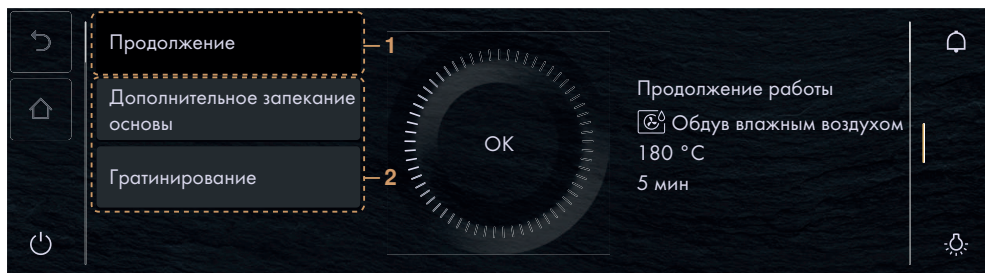 Продолжение
1
Дополнительное запекание
основы
Гратинирование
2
OK
Продолжение работы
Обдув влажным воздухом
180 °C
5 мин